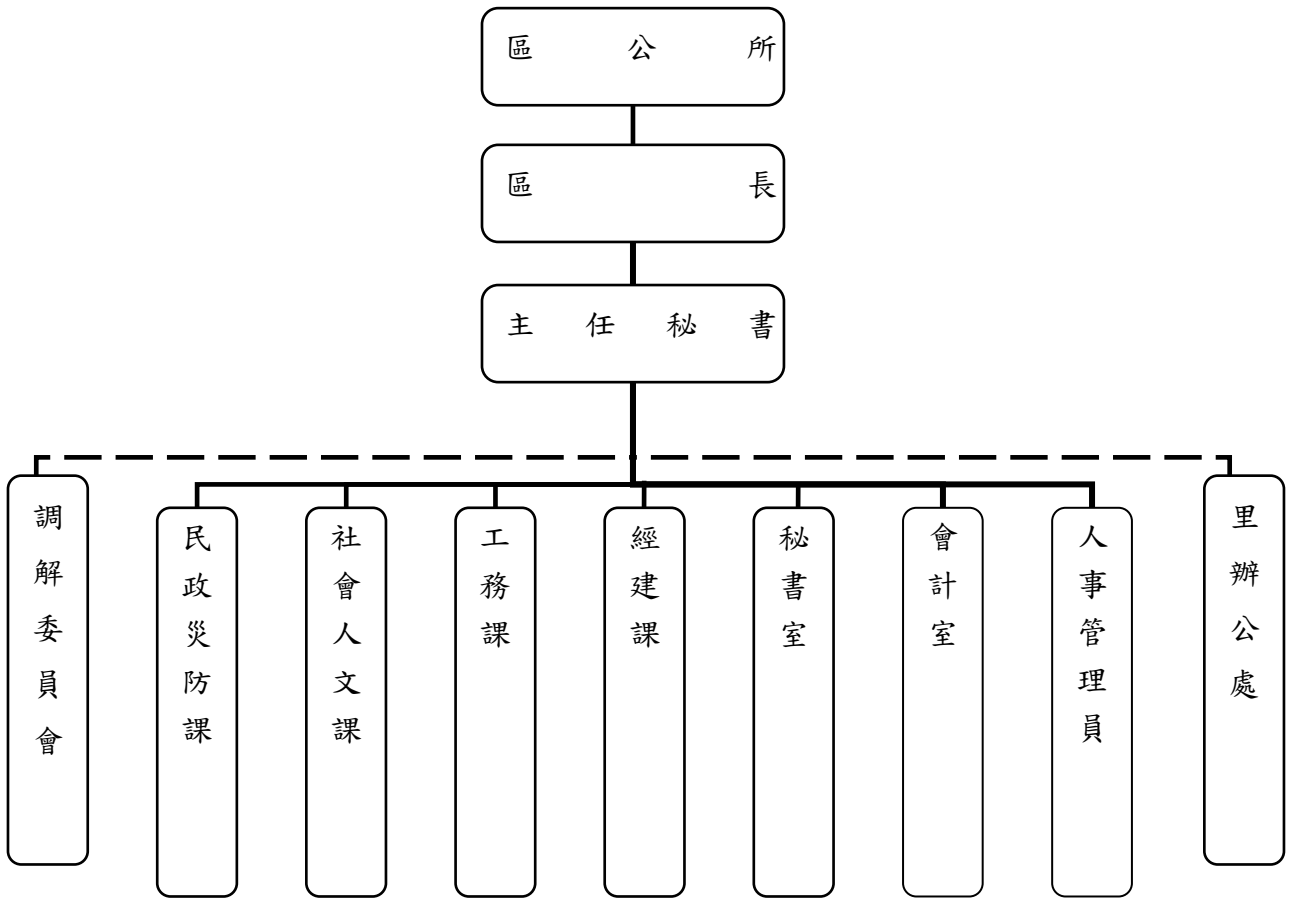 區公所
區長
主任秘書
調解委員會
民政災防課
社會人文課
工務課
經建課
秘書室
會計室
人事管理員
里辦公處